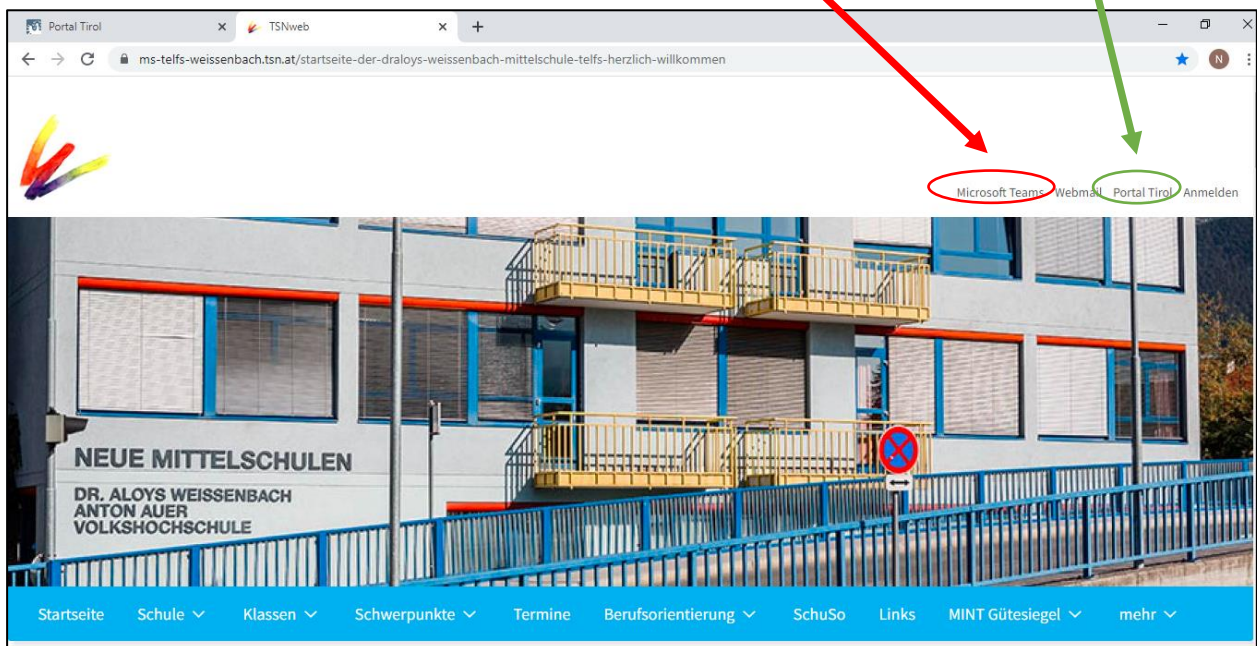 Portal Tirol
TSNweb
ms-telfs-weissenbach.tsn.at/startseite-der-draloys-weissenbach-mittelschule-telfs-herzlich-willkommen
N
Microsoft Teams Webmail Portal Tirol Anmelden
NEUE MITTELSCHULEN
DR. ALOYS WEISSENBACH
ANTON AUER
VOLKSHOCHSCHULE
Startseite Schule Klassen Schwerpunkte Termine Berufsorientierung SchuSo Links MINT Gütesiegel mehr